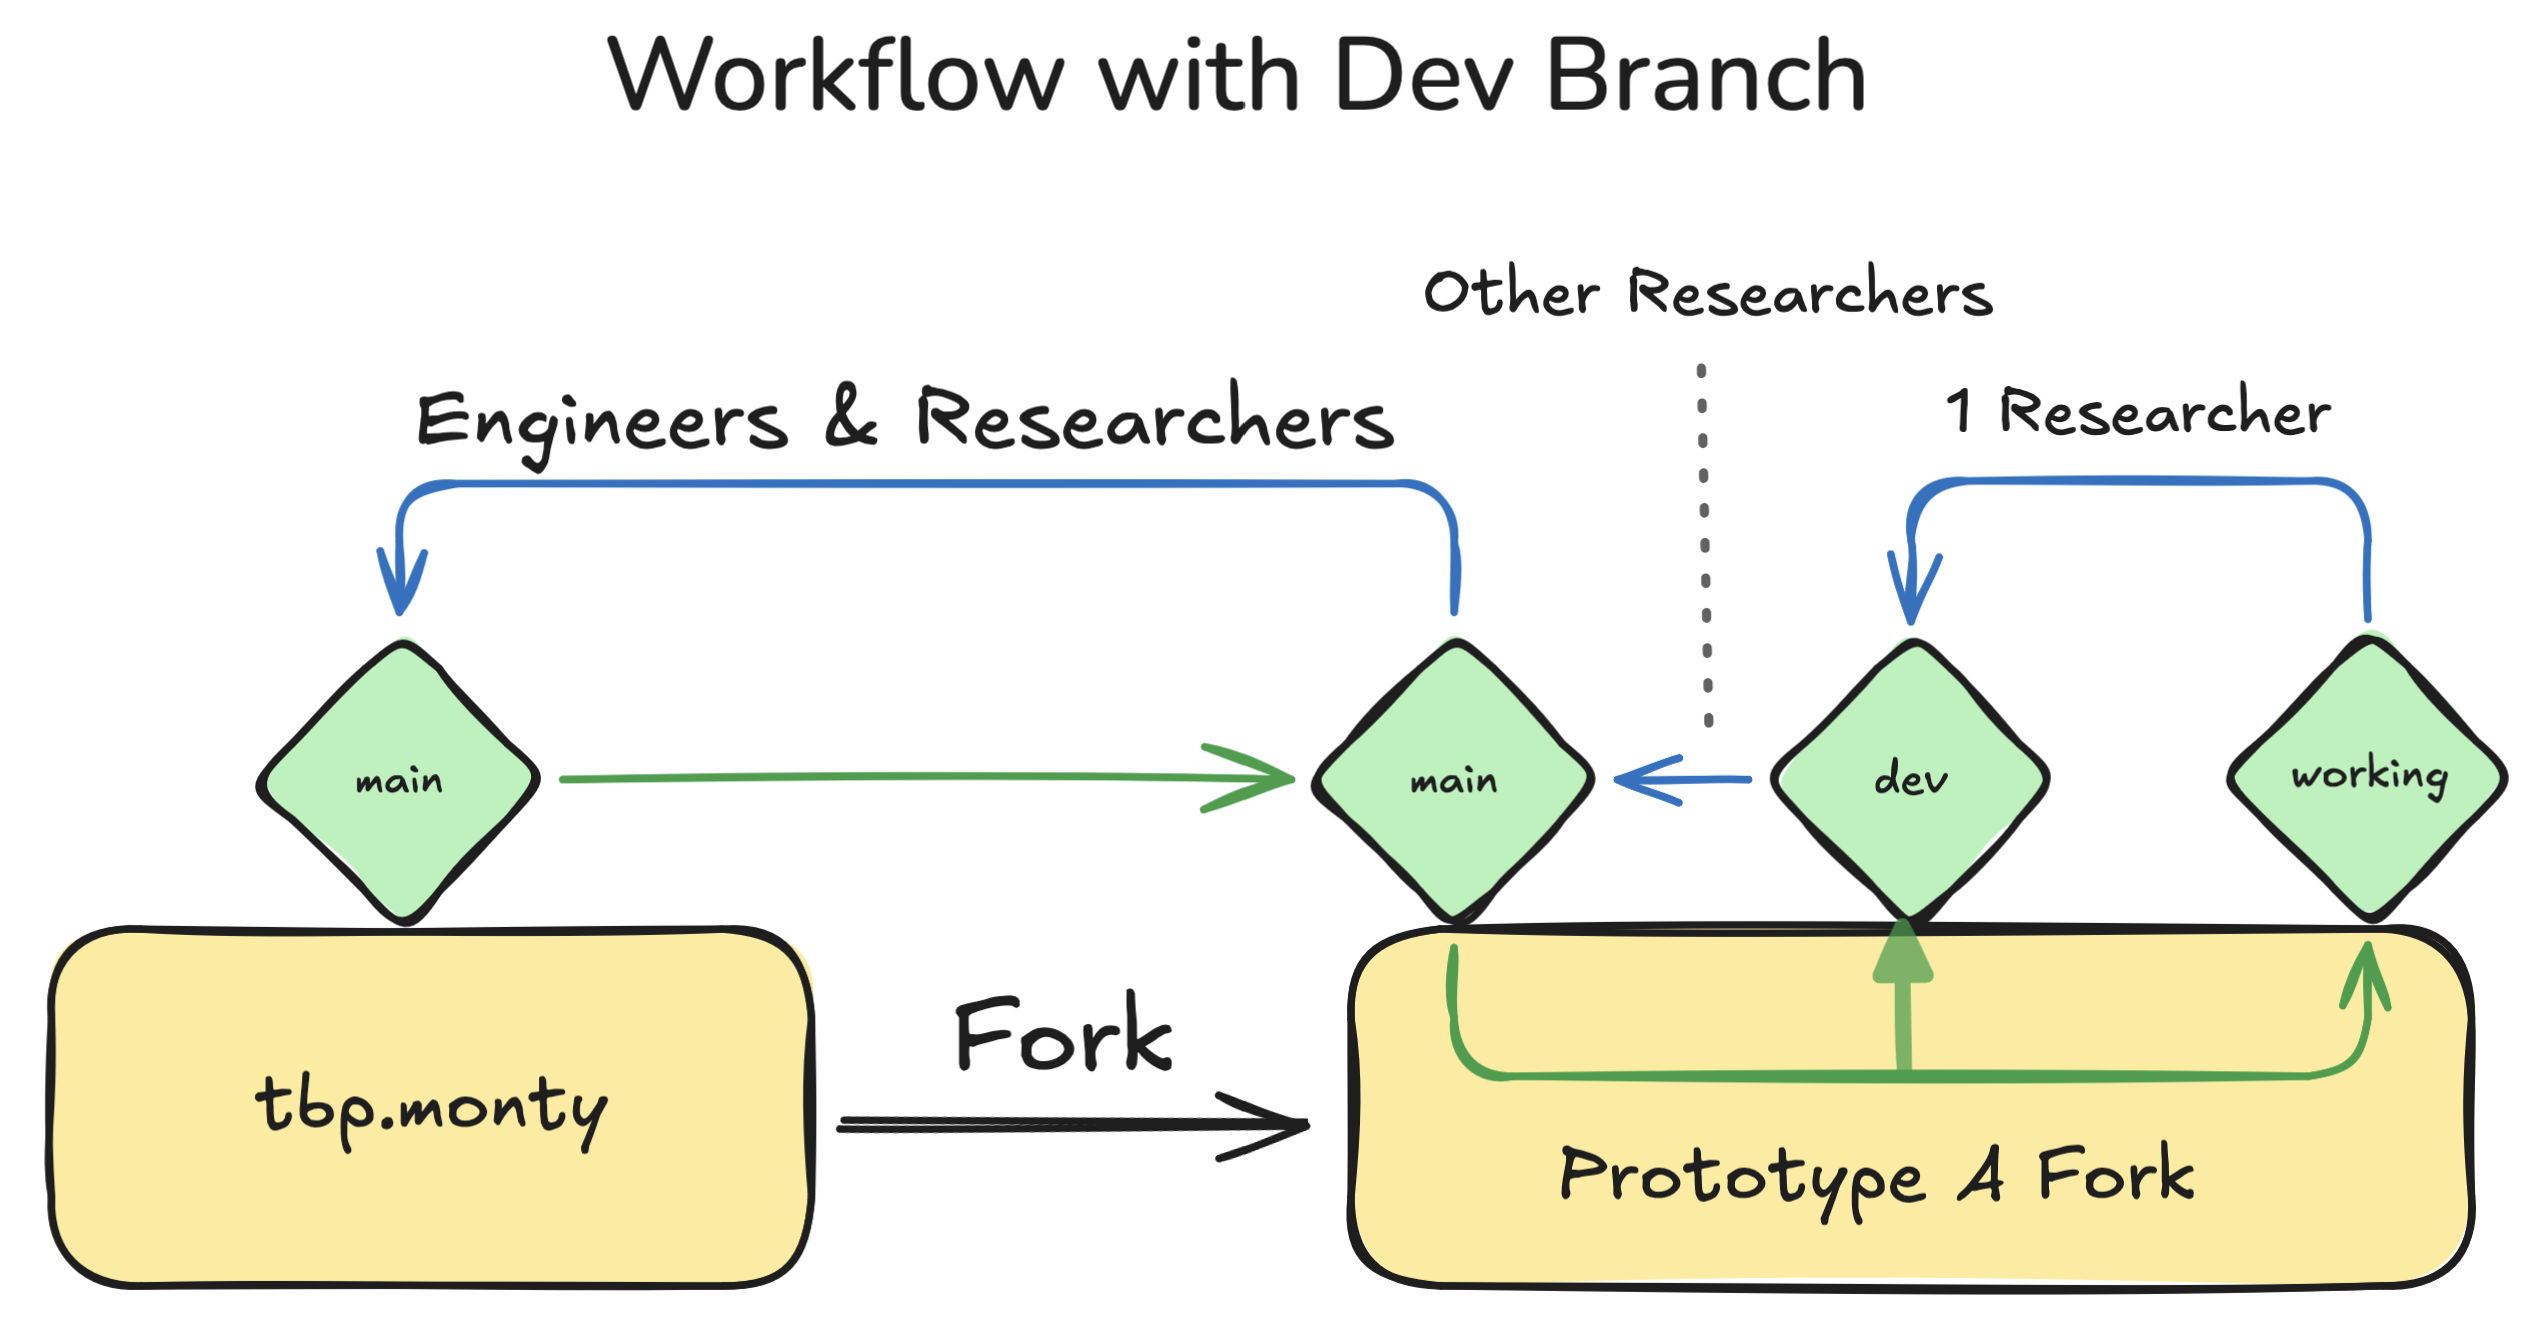 Workflow with Dev Branch
Other Researchers
Engineers & Researchers
1 Researcher
main
main
dev
working
Fork
tbp.monty
Prototype A Fork